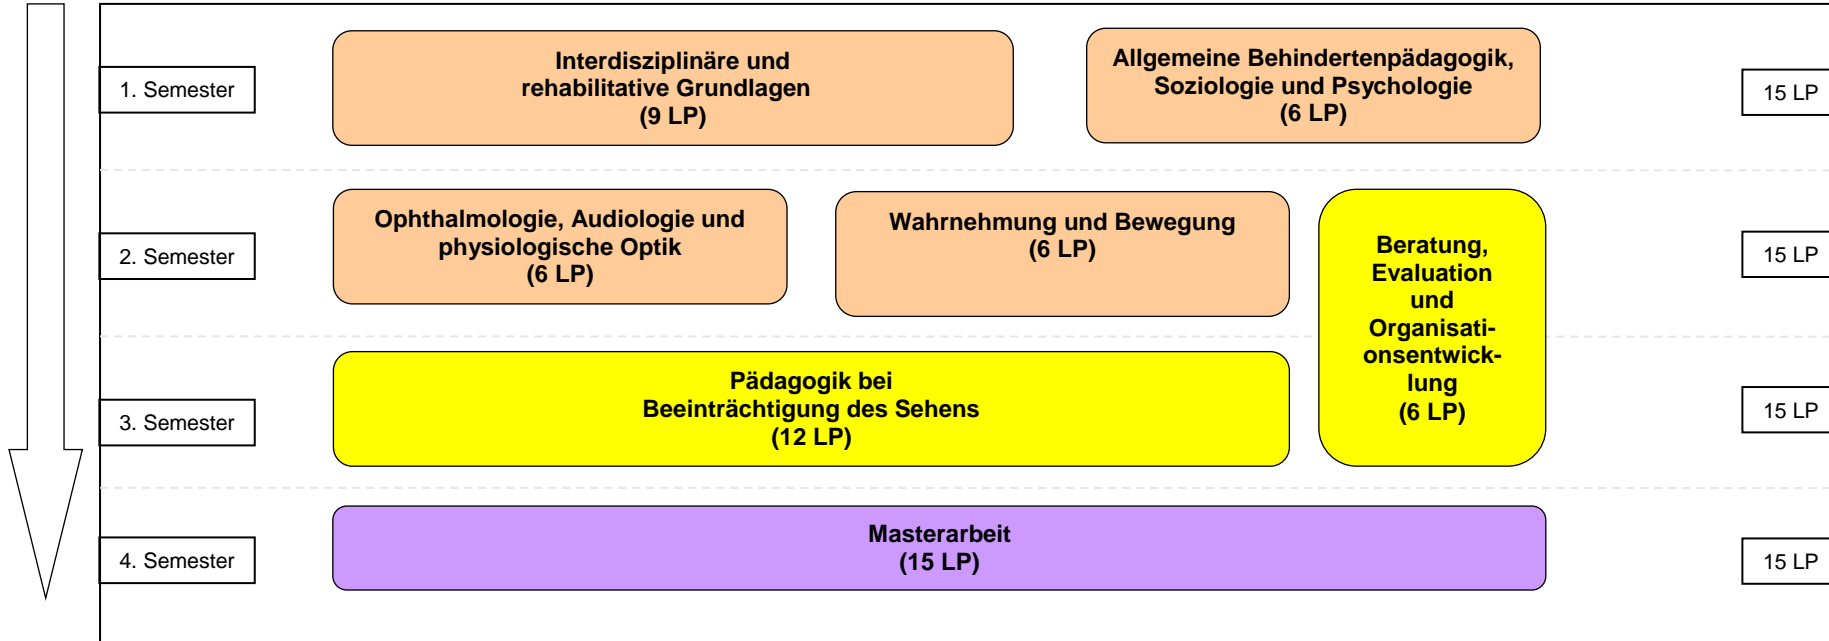 1. Semester
Interdisziplinäre und
rehabilitative Grundlagen
(9 LP)
Allgemeine Behindertenpädagogik,
Soziologie und Psychologie
(6 LP)
15 LP
2. Semester
Ophthalmologie, Audiologie und
physiologische Optik
(6 LP)
Wahrnehmung und Bewegung
(6 LP)
Beratung,
Evaluation
und
Organisati-
onsentwick-
lung
(6 LP)
15 LP
3. Semester
Pädagogik bei
Beeinträchtigung des Sehens
(12 LP)
15 LP
4. Semester
Masterarbeit
(15 LP)
15 LP